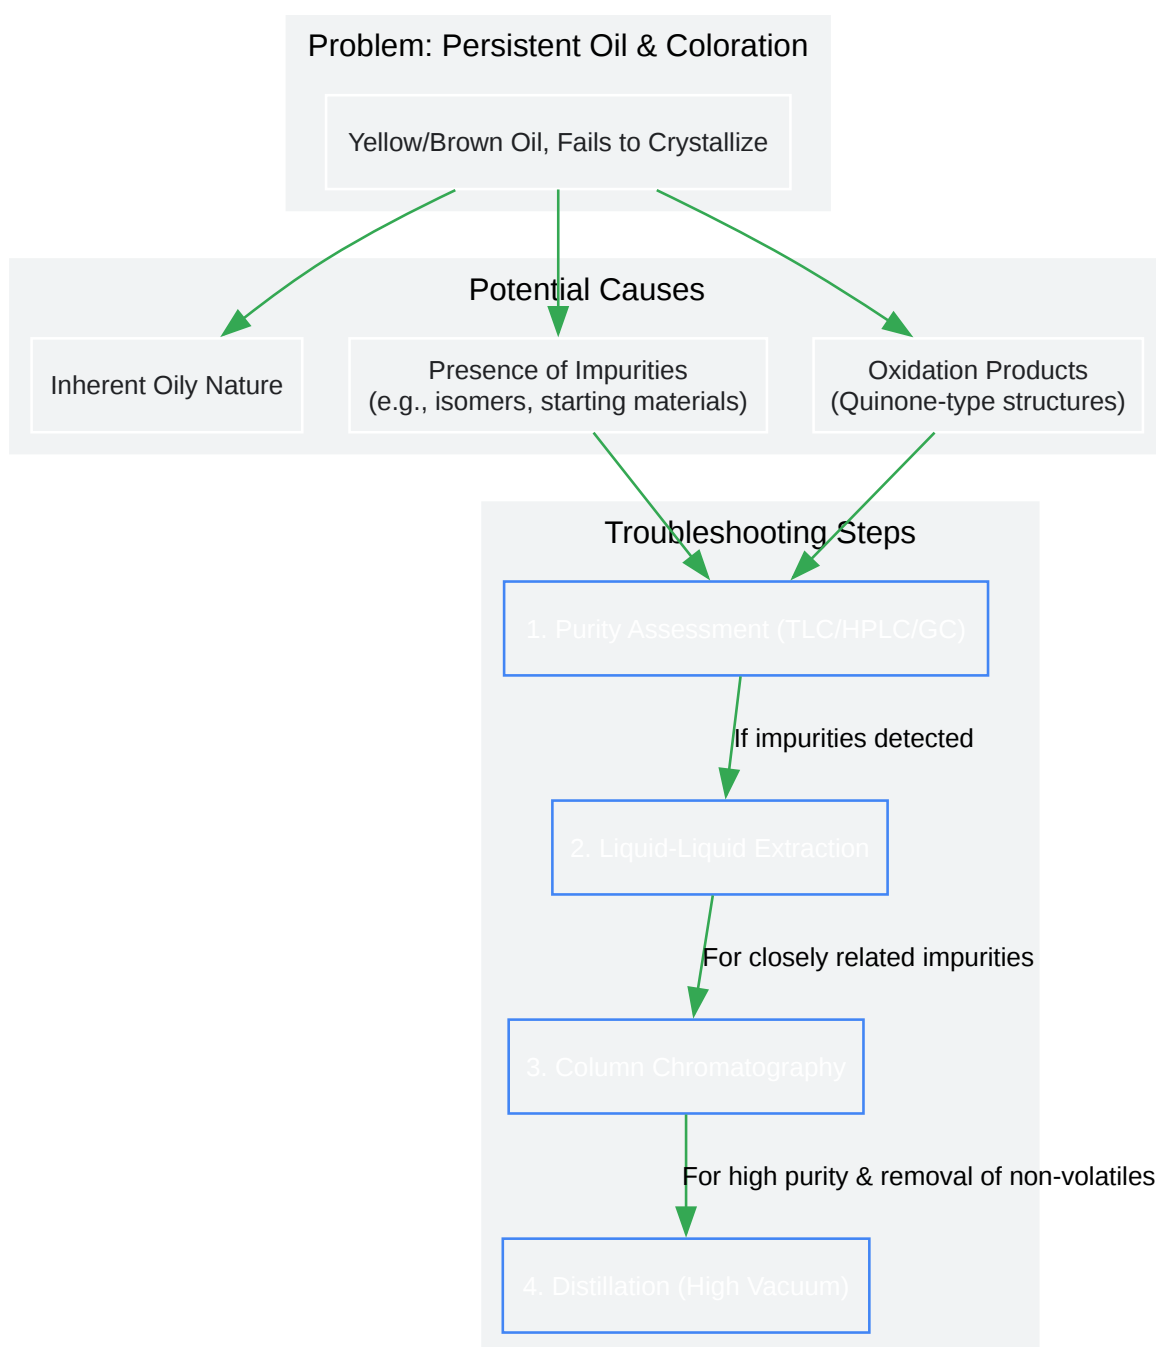 Problem: Persistent Oil & Coloration
Yellow/Brown Oil, Fails to Crystallize
Potential Causes
Inherent Oily Nature
Presence of Impurities
(e.g., isomers, starting materials)
Oxidation Products
(Quinone-type structures)
Troubleshooting Steps
1. Purity Assessment (TLC/HPLC/GC)
If impurities detected
2. Liquid-Liquid Extraction
For closely related impurities
3. Column Chromatography
For high purity & removal of non-volatiles
4. Distillation (High Vacuum)